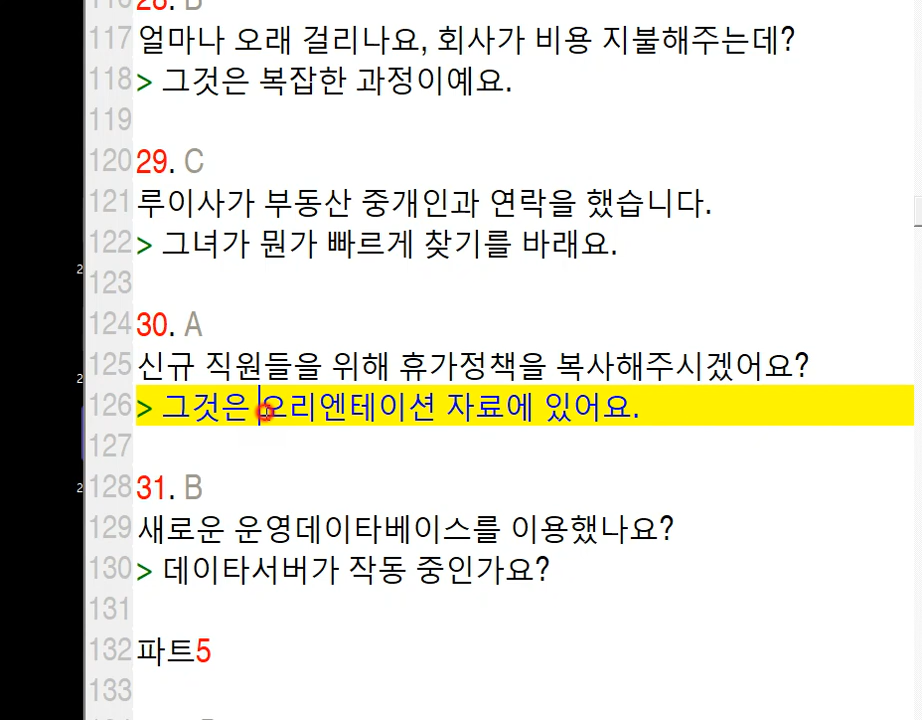 116 28. B
117 얼마나 오래 걸리나요, 회사가 비용 지불해주는데?
118 > 그것은 복잡한 과정이예요.
119
120 29. C
121 루이사가 부동산 중개인과 연락을 했습니다.
122 > 그녀가 뭔가 빠르게 찾기를 바래요.
123
124 30. A
125 신규 직원들을 위해 휴가정책을 복사해주시겠어요?
126 > 그것은 오리엔테이션 자료에 있어요.
127
128 31. B
129 새로운 운영데이타베이스를 이용했나요?
130 > 데이타서버가 작동 중인가요?
131
132 파트5
133